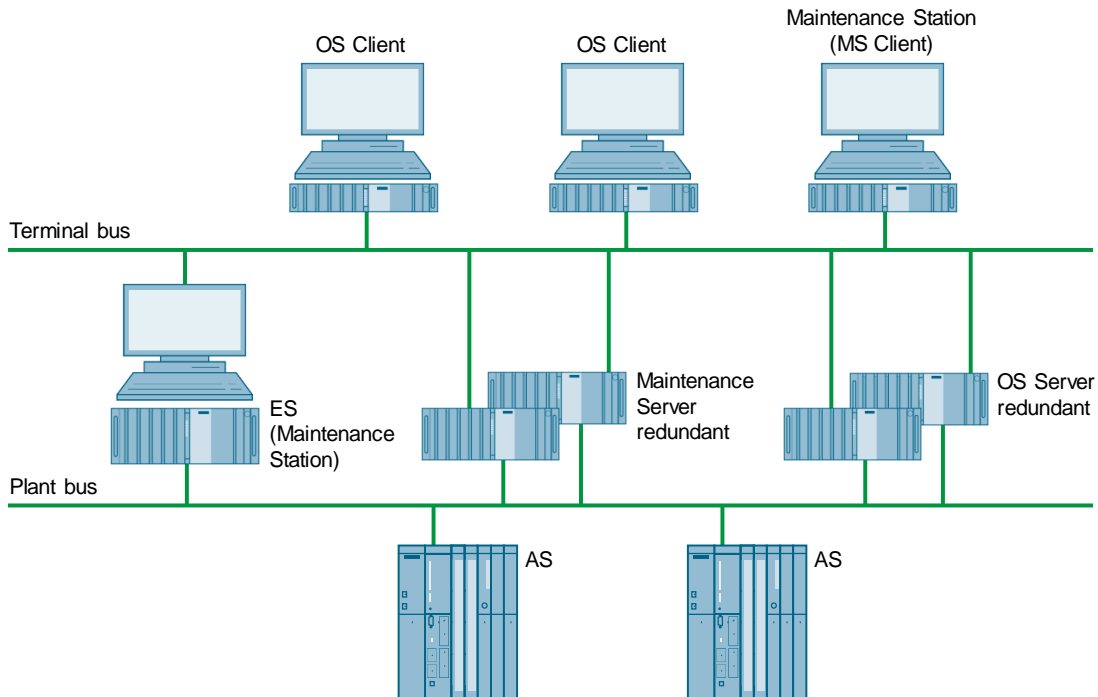 OS Client
OS Client
Maintenance Station
(MS Client)
Terminal bus
ES
(Maintenance
Station)
Maintenance
Server
redundant
OS Server
redundant
Plant bus
AS
AS